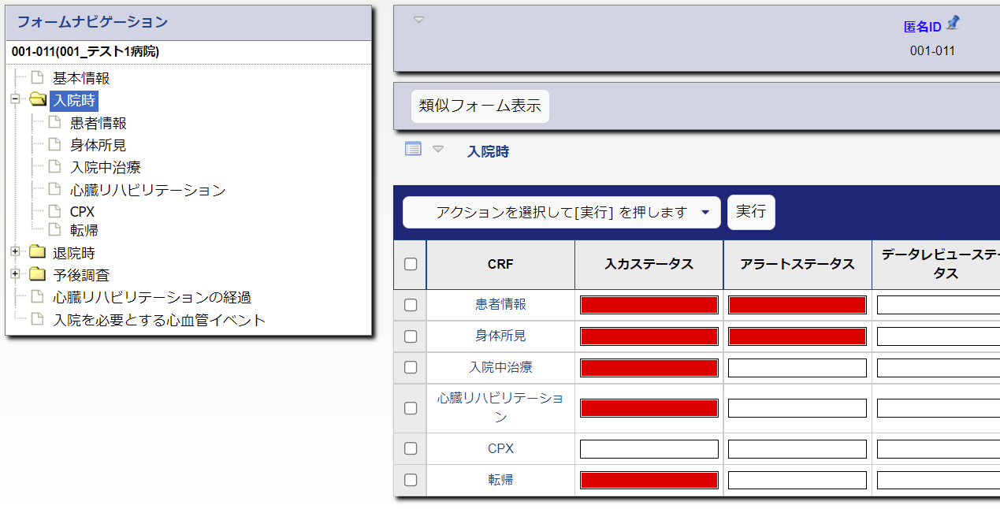 フォームナビゲーション
001-011(001_テスト1病院)
基本情報
入院時
患者情報
身体所見
入院中治療
心臓リハビリテーション
CPX
転帰
退院時
予後調査
心臓リハビリテーションの経過
入院を必要とする心血管イベント
匿名ID
001-011
類似フォーム表示
入院時
アクションを選択して[実行] を押します
実行
CRF
入力ステータス
アラートステータス
データレビューステー
タス
患者情報
身体所見
入院中治療
心臓リハビリテーショ
ン
CPX
転帰